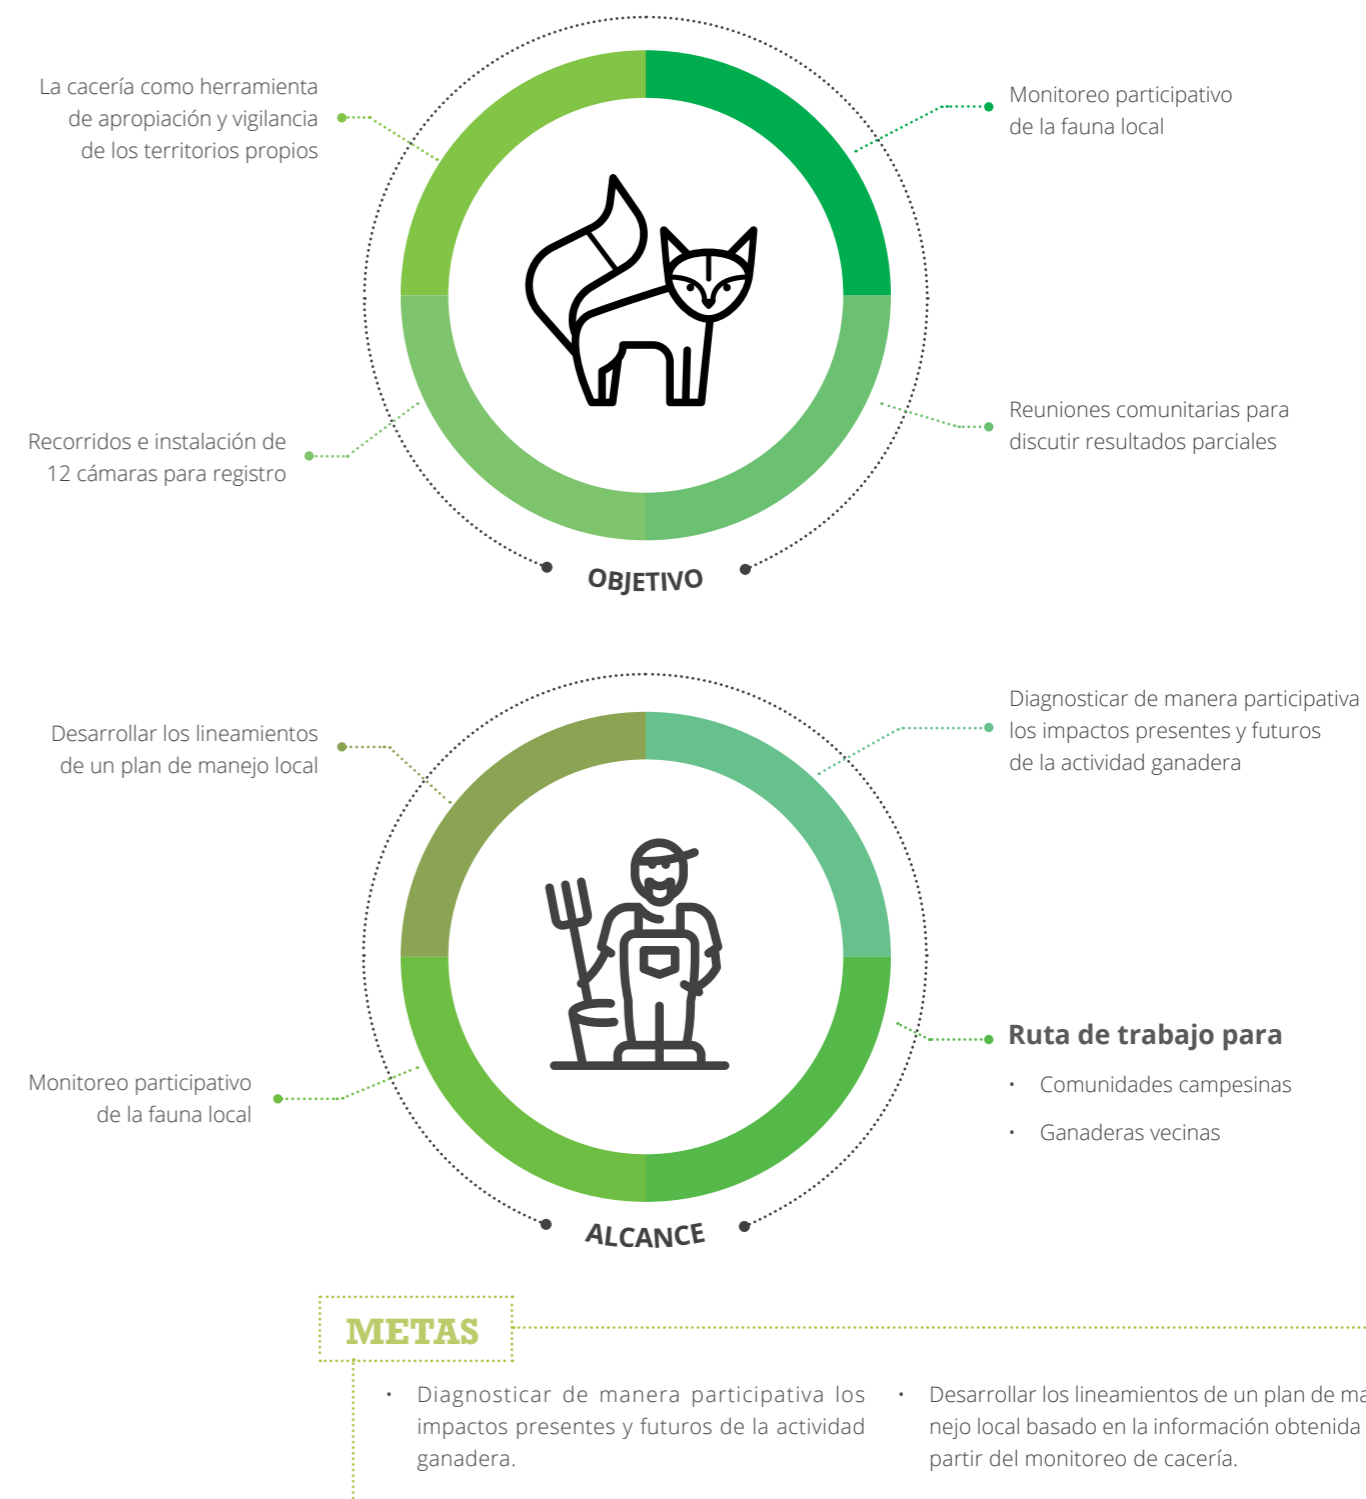 La cacería como herramienta
de apropiación y vigilancia
de los territorios propios
Monitoreo participativo
de la fauna local
Recorridos e instalación de
12 cámaras para registro
Reuniones comunitarias para
discutir resultados parciales
OBJETIVO
Desarrollar los lineamientos
de un plan de manejo local
Diagnosticar de manera participativa
los impactos presentes y futuros
de la actividad ganadera
Monitoreo participativo
de la fauna local
Ruta de trabajo para
• Comunidades campesinas
• Ganaderas vecinas
ALCANCE
METAS
• Diagnosticar de manera participativa los
impactos presentes y futuros de la actividad
ganadera.
• Desarrollar los lineamientos de un plan de ma
nejo local basado en la información obtenida
partir del monitoreo de cacería.